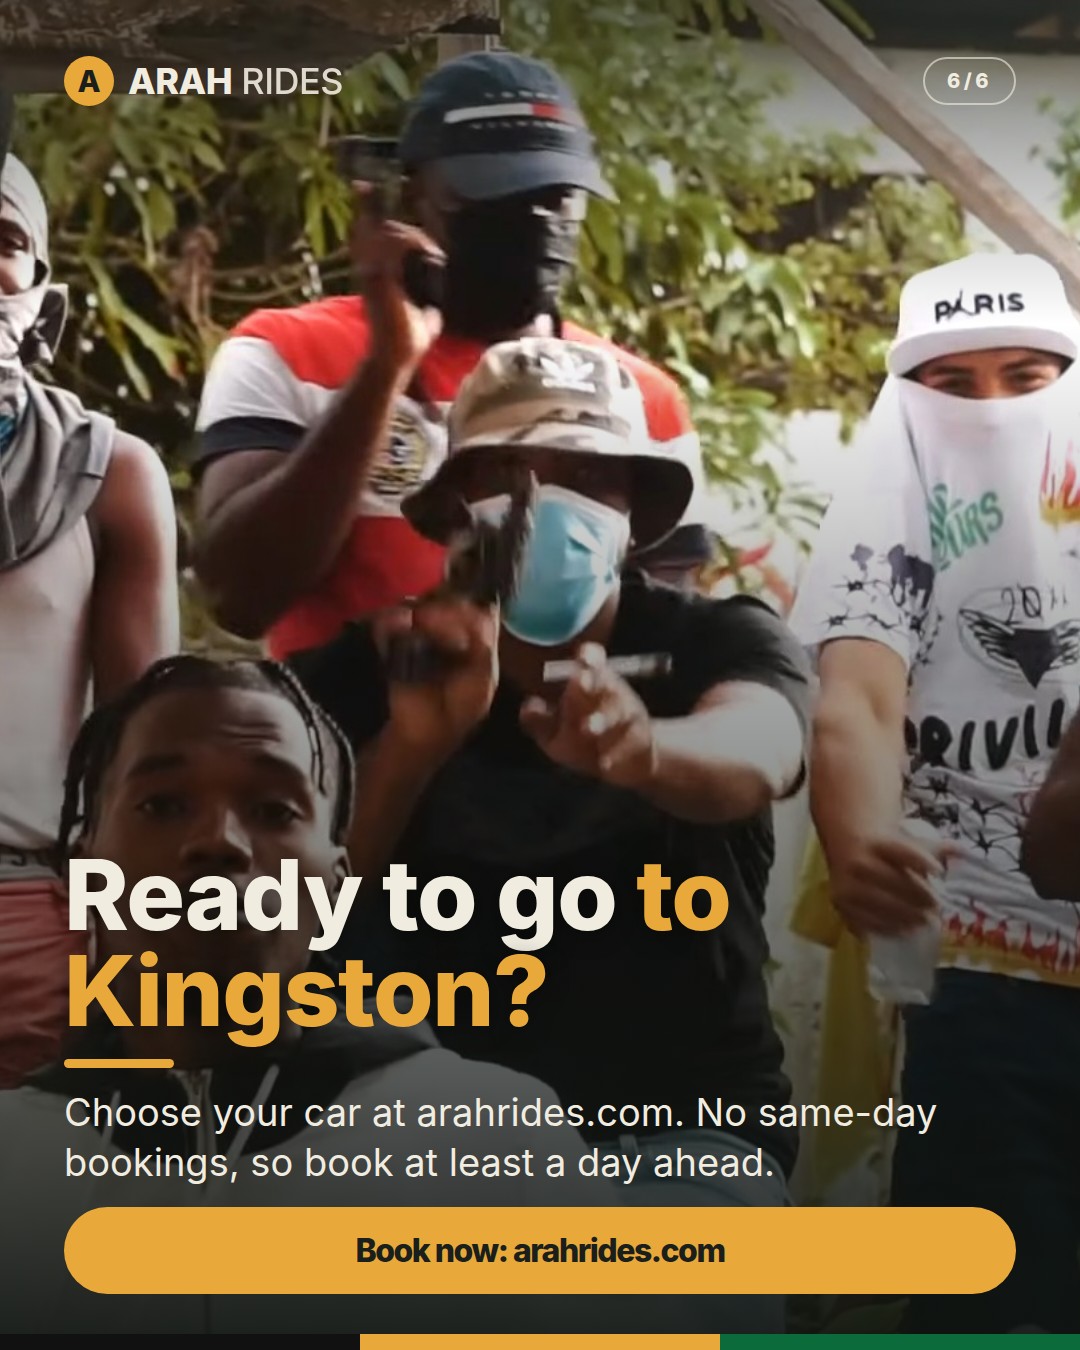 A ARAH RIDES
6/6
PARIS
2011
Ready to go to
Kingston?
Choose your car at arahrides.com. No same-day
bookings, so book at least a day ahead.
Book now: arahrides.com